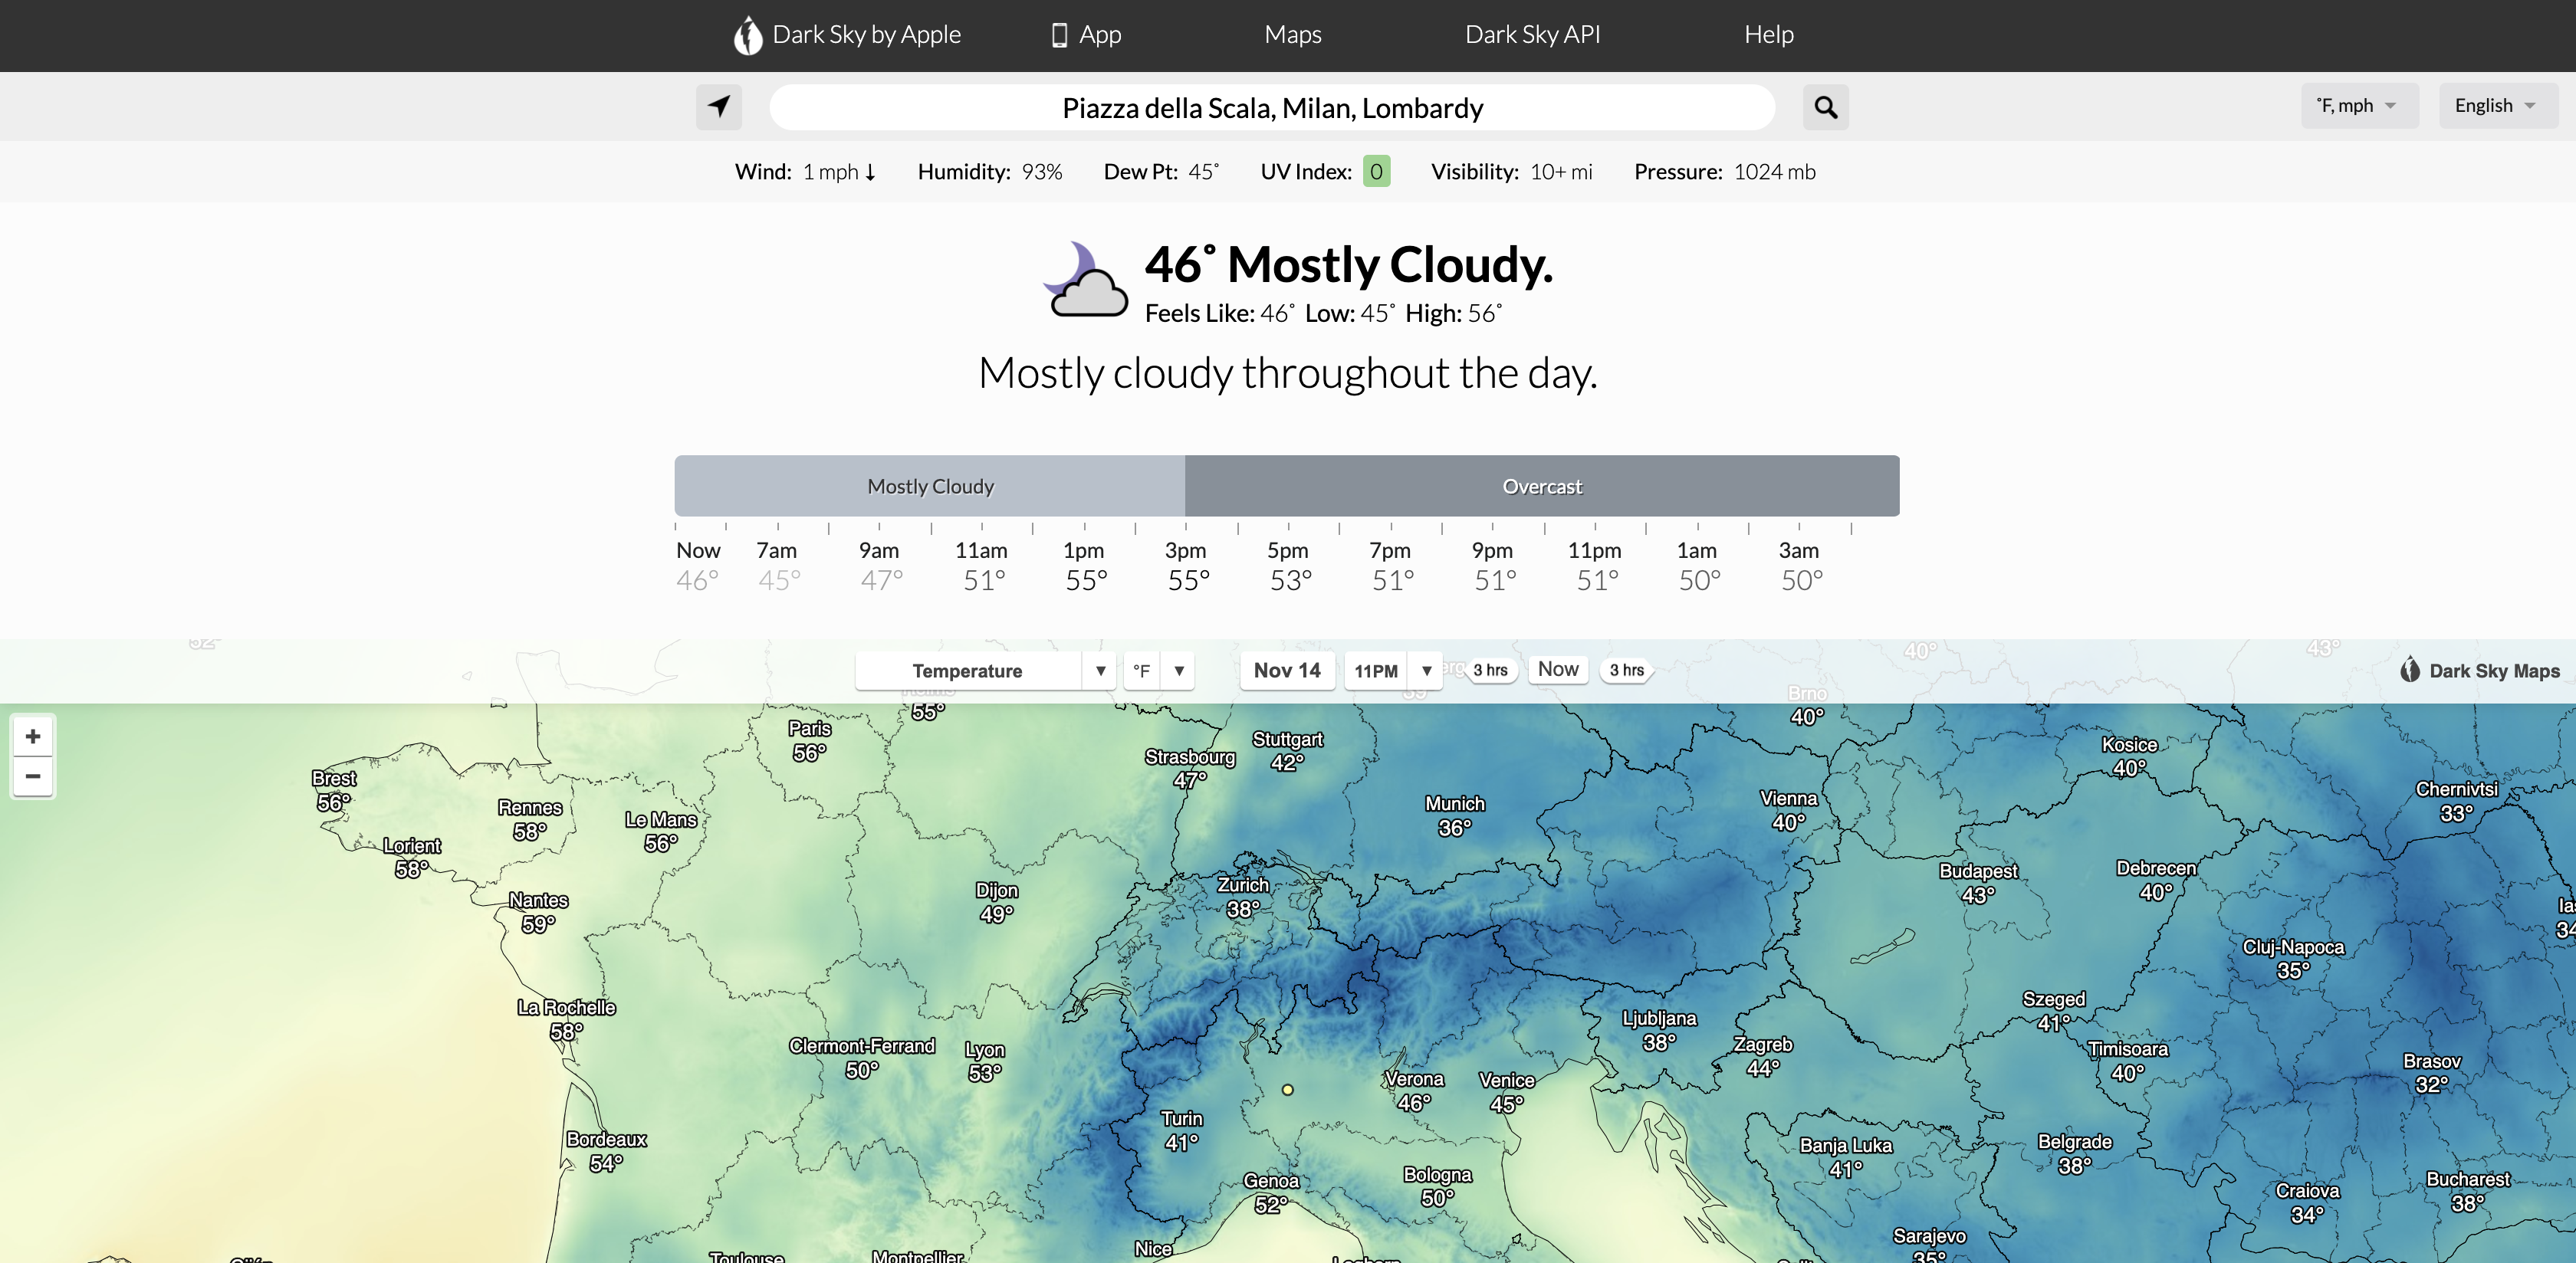 Dark Sky by Apple App Maps Dark Sky API Help
Piazza della Scala, Milan, Lombardy
˚F, mph English
Wind: 1 mph ↓ Humidity: 93% Dew Pt: 45˚ UV Index: 0 Visibility: 10+ mi Pressure: 1024 mb
46˚ Mostly Cloudy.
Feels Like: 46˚ Low: 45˚ High: 56˚
Mostly cloudy throughout the day.
Mostly Cloudy Overcast
Now 7am 9am 11am 1pm 3pm 5pm 7pm 9pm 11pm 1am 3am
46° 45° 47° 51° 55° 55° 53° 51° 51° 51° 50° 50°
52° 40° 43°
Temperature ▼ °F ▼ Nov 14 11PM ▼ 3 hrs Now 3 hrs Dark Sky Maps
Reims
55°
39
Brno
40°
+
−
Paris
56°
Strasbourg
47°
Stuttgart
42°
Kosice
40°
Brest
56°
Rennes
58°
Le Mans
56°
Munich
36°
Vienna
40°
Chernivtsi
33°
Lorient
58°
Nantes
59°
Dijon
49°
Zurich
38°
Budapest
43°
Debrecen
40°
34
Cluj-Napoca
35°
La Rochelle
58°
Clermont-Ferrand
50°
Lyon
53°
Ljubljana
38°
Zagreb
44°
Szeged
41°
Timisoara
40°
Brasov
32°
Verona
46°
Venice
45°
Turin
41°
Bordeaux
54°
Genoa
52°
Bologna
50°
Banja Luka
41°
Belgrade
38°
Craiova
34°
Bucharest
38°
Sarajevo
35°
Nice
Toulouse
Montpellier